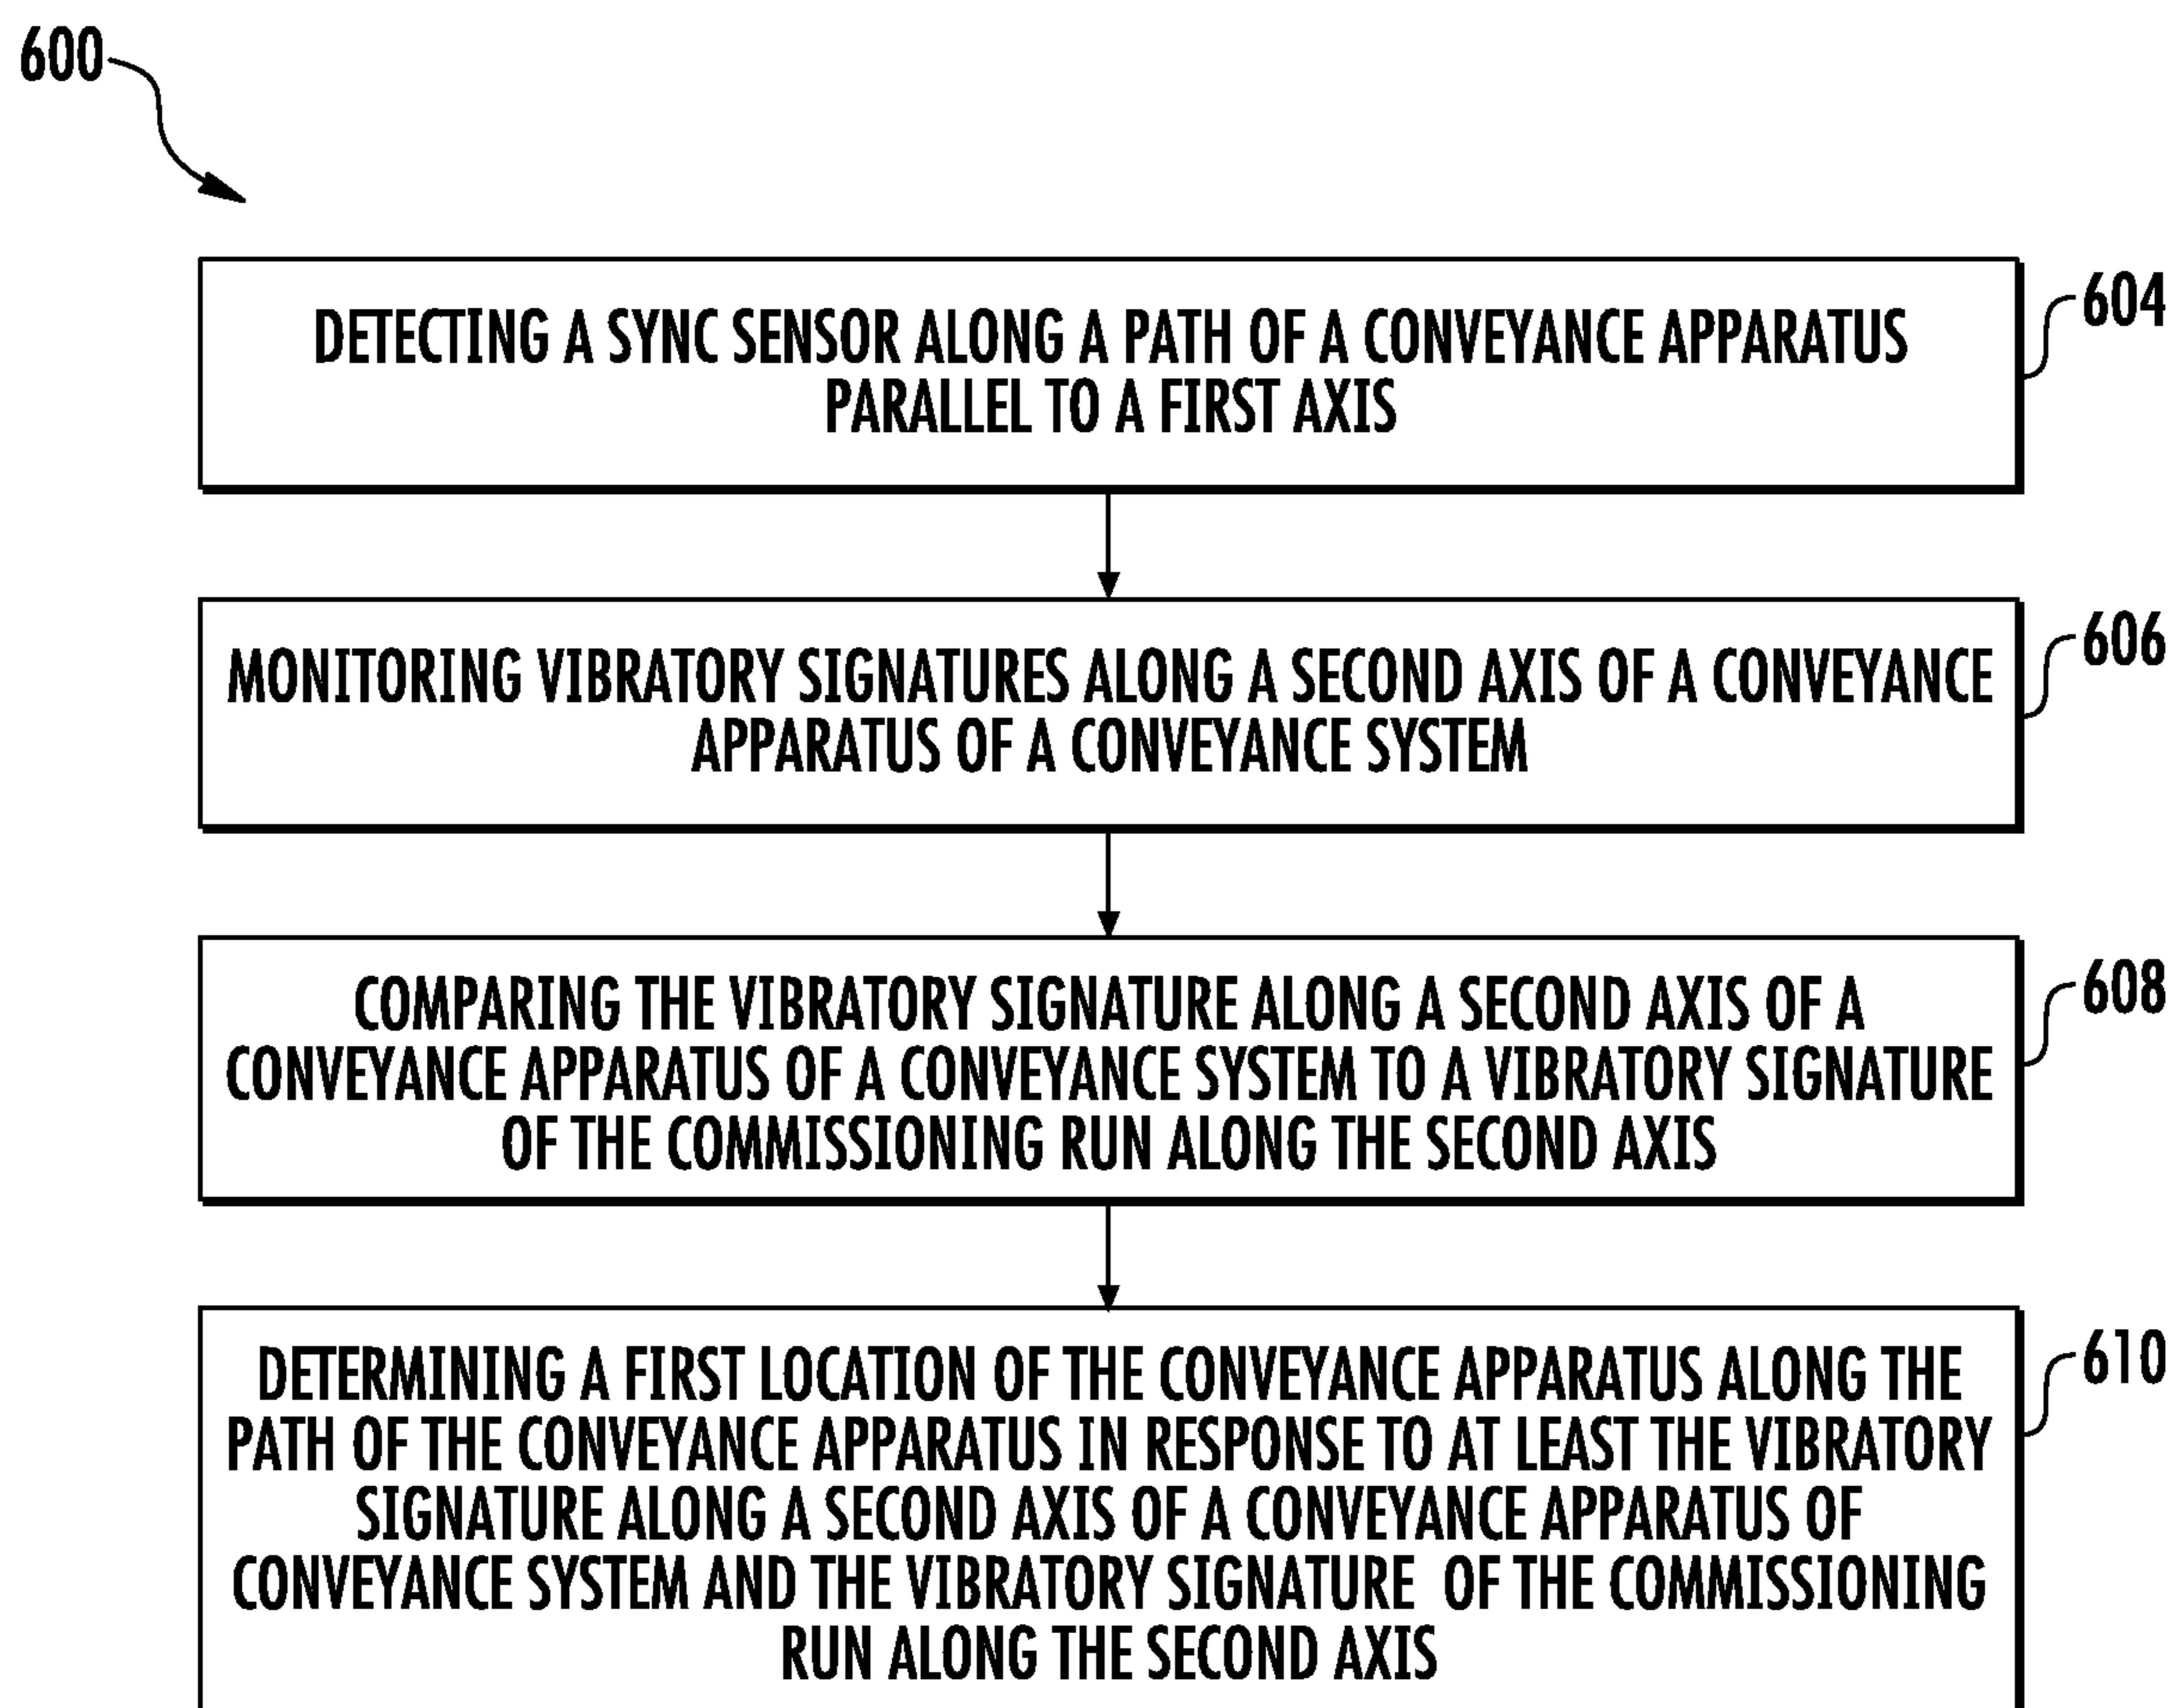 600
DETECTING A SYNC SENSOR ALONG A PATH OF A CONVEYANCE APPARATUS
PARALLEL TO A FIRST AXIS
604
MONITORING VIBRATORY SIGNATURES ALONG A SECOND AXIS OF A CONVEYANCE
APPARATUS OF A CONVEYANCE SYSTEM
606
COMPARING THE VIBRATORY SIGNATURE ALONG A SECOND AXIS OF A
CONVEYANCE APPARATUS OF A CONVEYANCE SYSTEM TO A VIBRATORY SIGNATURE
OF THE COMMISSIONING RUN ALONG THE SECOND AXIS
608
DETERMINING A FIRST LOCATION OF THE CONVEYANCE APPARATUS ALONG THE
PATH OF THE CONVEYANCE APPARATUS IN RESPONSE TO AT LEAST THE VIBRATORY
SIGNATURE ALONG A SECOND AXIS OF A CONVEYANCE APPARATUS OF
CONVEYANCE SYSTEM AND THE VIBRATORY SIGNATURE OF THE COMMISSIONING
RUN ALONG THE SECOND AXIS
610